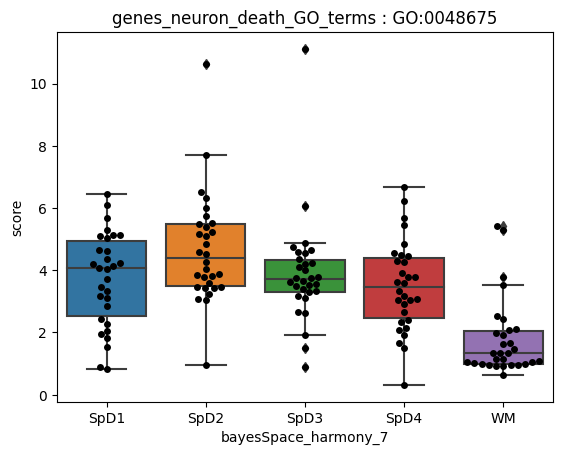 genes_neuron_death_GO_terms : GO:0048675
score
10
8
6
4
2
0
SpD1 SpD2 SpD3 SpD4 WM
bayesSpace_harmony_7